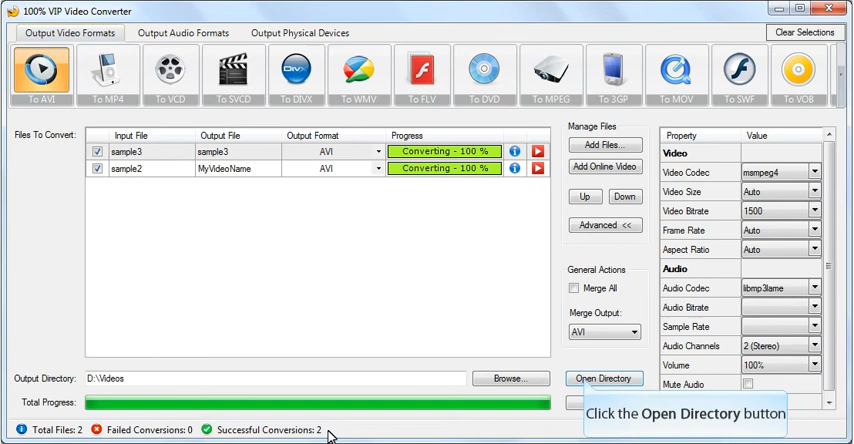 100% VIP Video Converter
Output Video Formats Output Audio Formats Output Physical Devices Clear Selections
To AVI To MP4 To VCD To SVCD To DIVX To WMV To FLV To DVD To MPEG To 3GP To MOV To SWF To VOB
DIVX
Files To Convert:
Input File Output File Output Format Progress
sample3 sample3 AVI Converting - 100 %
sample2 MyVideoName AVI Converting - 100 %
Manage Files
Add Files...
Add Online Video
Up Down
Advanced <<
General Actions
Merge All
Merge Output:
AVI
Property Value
Video
Video Codec msmpeg4
Video Size Auto
Video Bitrate 1500
Frame Rate Auto
Aspect Ratio Auto
Audio
Audio Codec libmp3lame
Audio Bitrate
Sample Rate
Audio Channels 2 (Stereo)
Volume 100%
Mute Audio
Output Directory: D:\Videos Browse... Open Directory
Total Progress:
Click the Open Directory button
Total Files: 2 Failed Conversions: 0 Successful Conversions: 2